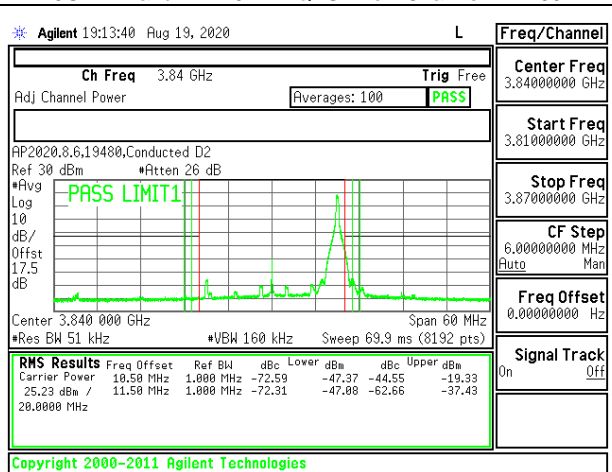 Agilent 19:13:40 Aug 19, 2020 L
Freq/Channel
Ch Freq 3.84 GHz Trig Free
Adj Channel Power Averages: 100 PASS
AP2020.8.6,19480,Conducted D2
Ref 30 dBm #Atten 26 dB
#Avg
Log
10
dB/
Offst
17.5
dB
PASS LIMIT1
Center 3.840 000 GHz Span 60 MHz
#Res BW 51 kHz #VBW 160 kHz Sweep 69.9 ms (8192 pts)
RMS Results Freq Offset Ref BW dBc Lower dBm dBc Upper dBm
Carrier Power 10.50 MHz 1.000 MHz -72.59 -47.37 -44.55 -19.33
25.23 dBm / 11.50 MHz 1.000 MHz -72.31 -47.08 -62.66 -37.43
20.0000 MHz
Center Freq
3.84000000 GHz
Start Freq
3.81000000 GHz
Stop Freq
3.87000000 GHz
CF Step
6.00000000 MHz
Auto Man
Freq Offset
0.00000000 Hz
Signal Track
On Off
Copyright 2000-2011 Agilent Technologies